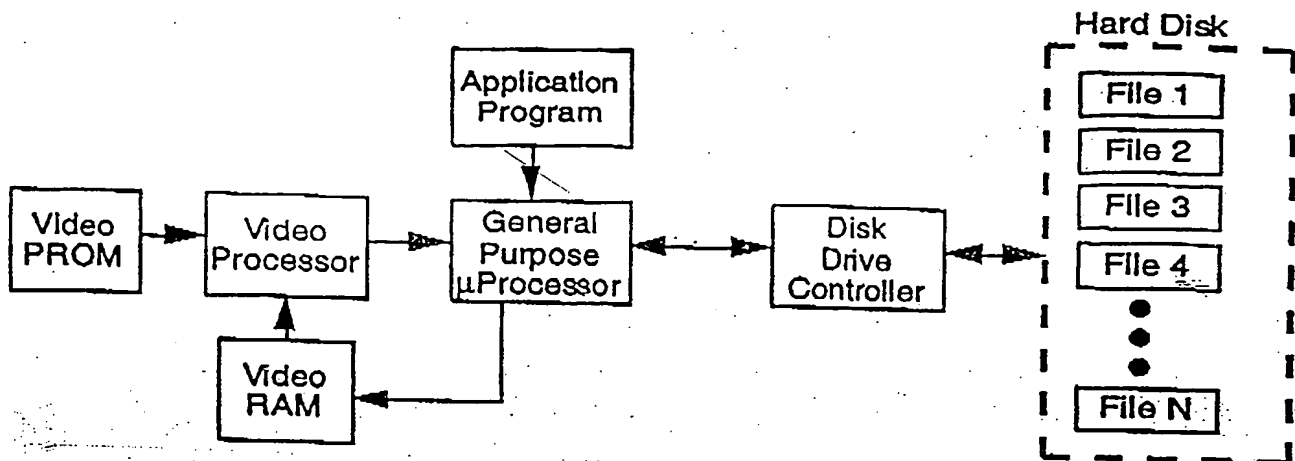 Hard Disk
Application
Program
File 1
File 2
File 3
File 4
File N
Video
PROM
Video
Processor
General
Purpose
µProcessor
Disk
Drive
Controller
Video
RAM